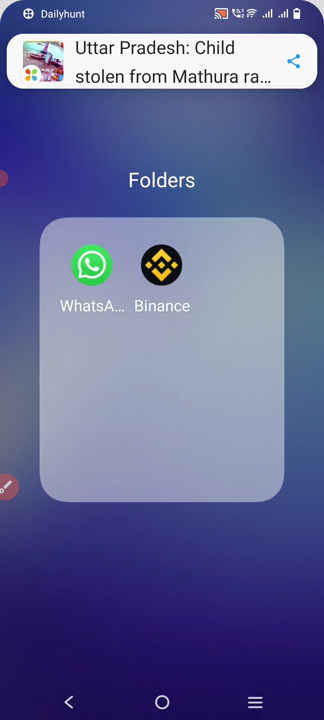 Dailyhunt
Uttar Pradesh: Child
stolen from Mathura ra...
Folders
WhatsA... Binance